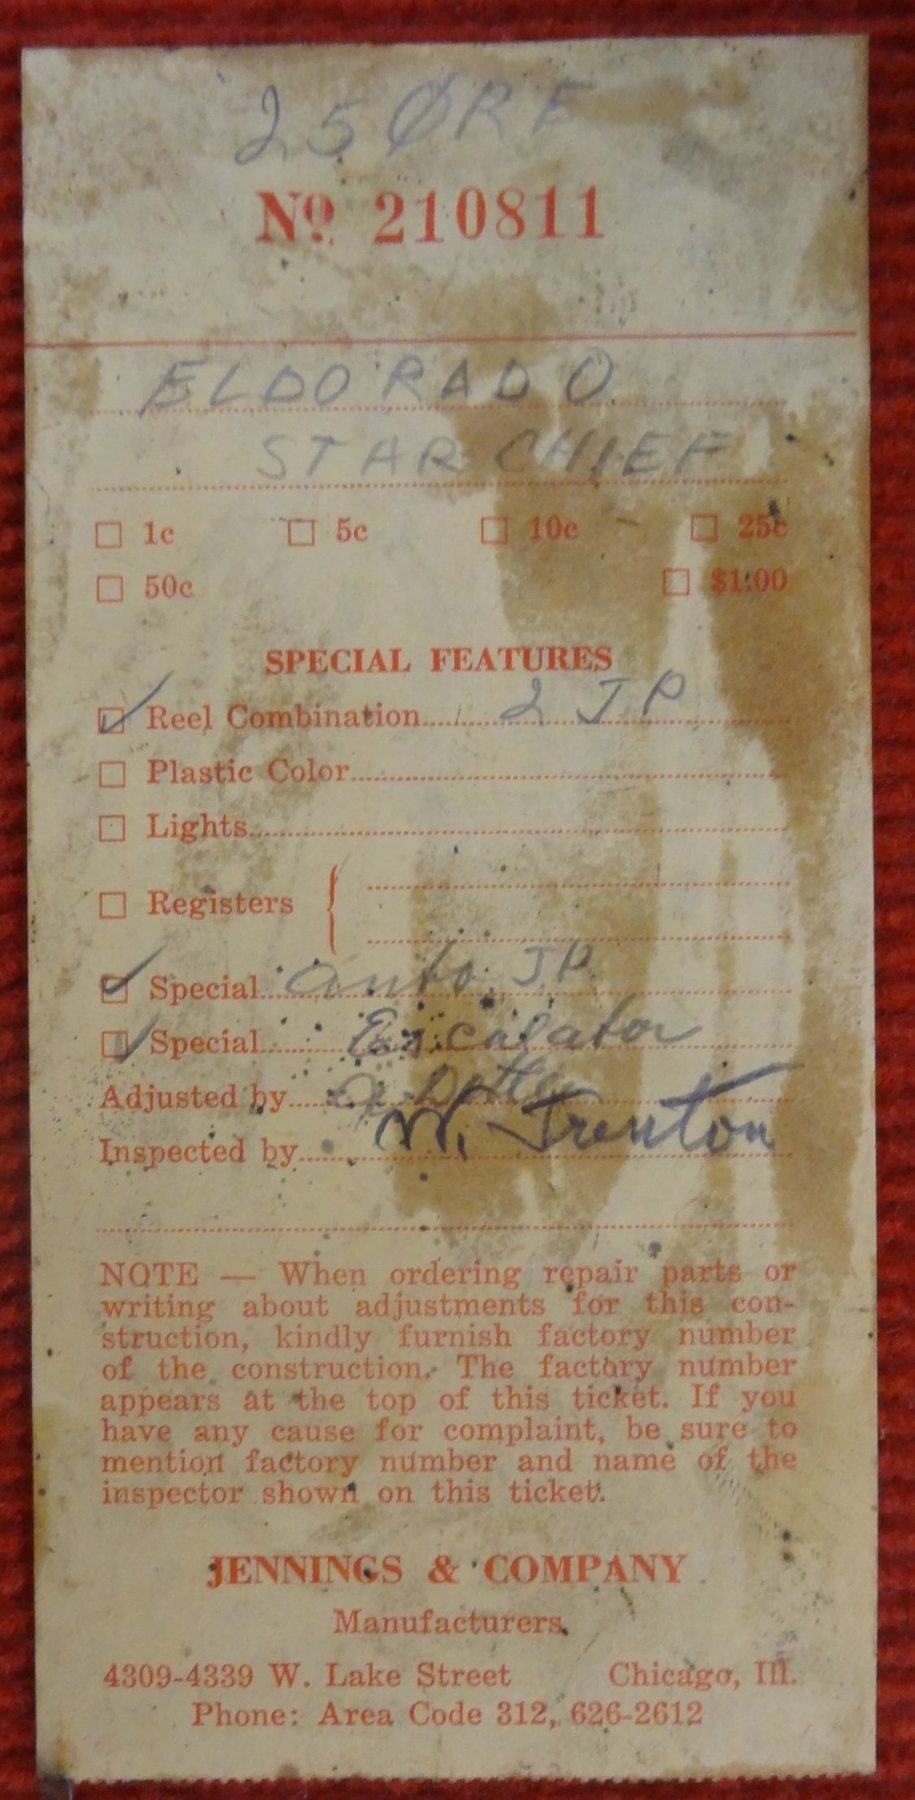 25 ØRE
Nº 210811
ELDORADO
STAR CHIEF
☐ 1c ☐ 5c ☐ 10c ☐ 25c
☐ 50c ☐ $1.00
SPECIAL FEATURES
☑ Reel Combination 2 JP
☐ Plastic Color
☐ Lights
☐ Registers
☑ Special auto. J.P.
☑ Special Escalator
Adjusted by
Inspected by W. Trenton
NOTE — When ordering repair parts or
writing about adjustments for this con-
struction, kindly furnish factory number
of the construction. The factory number
appears at the top of this ticket. If you
have any cause for complaint, be sure to
mention factory number and name of the
inspector shown on this ticket.
JENNINGS & COMPANY
Manufacturers
4309-4339 W. Lake Street Chicago, Ill.
Phone: Area Code 312, 626-2612